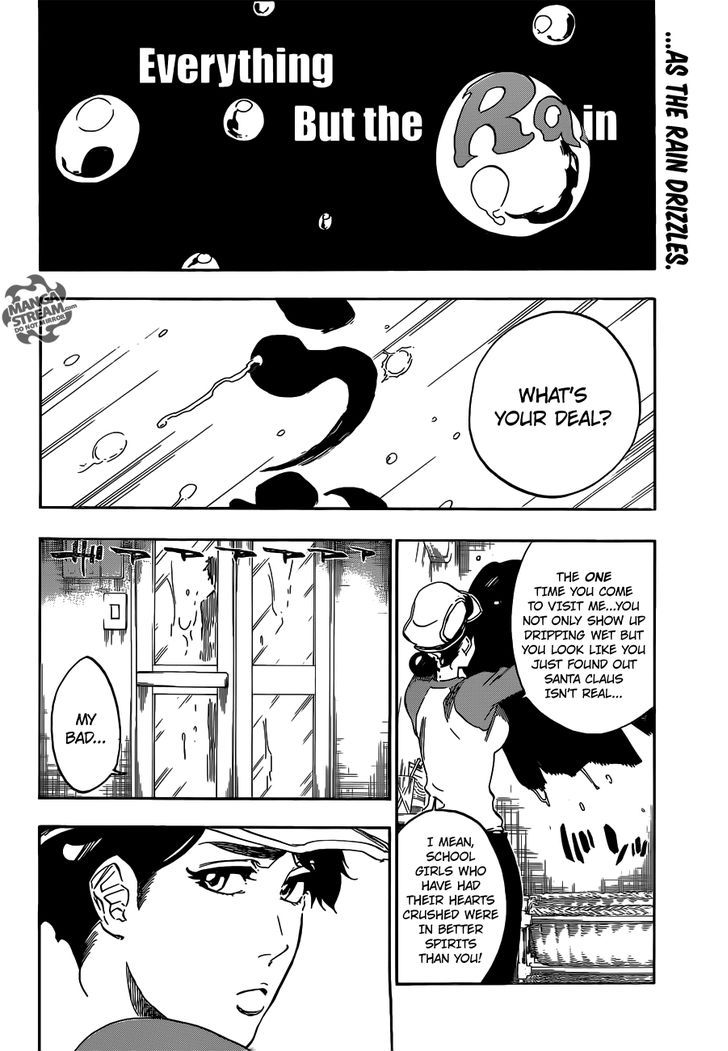 Everything
But the Rain
...AS THE RAIN DRIZZLES.
MANGA
STREAM.com
DO NOT MIRROR
WHAT'S
YOUR DEAL?
THE ONE
TIME YOU COME
TO VISIT ME...YOU
NOT ONLY SHOW UP
DRIPPING WET BUT
YOU LOOK LIKE YOU
JUST FOUND OUT
SANTA CLAUS
ISN'T REAL...
MY
BAD...
I MEAN,
SCHOOL
GIRLS WHO
HAVE HAD
THEIR HEARTS
CRUSHED WERE
IN BETTER
SPIRITS
THAN YOU!